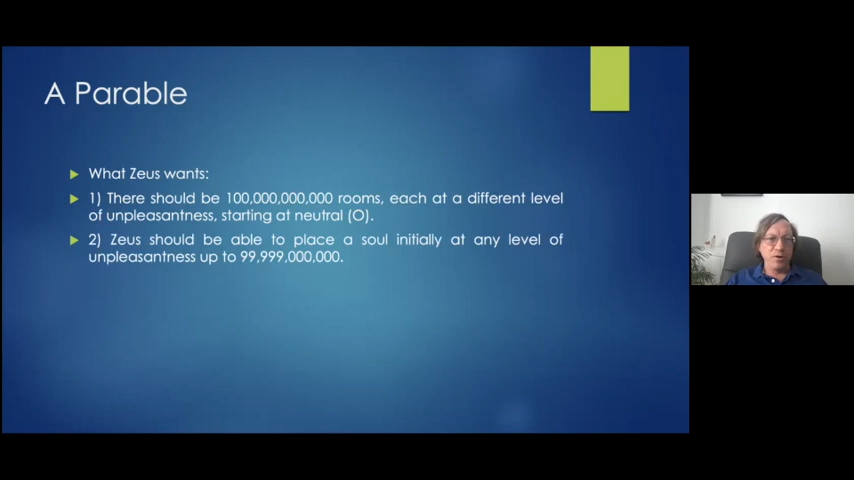 A Parable
What Zeus wants:
1) There should be 100,000,000,000 rooms, each at a different level
of unpleasantness, starting at neutral (O).
2) Zeus should be able to place a soul initially at any level of
unpleasantness up to 99,999,000,000.